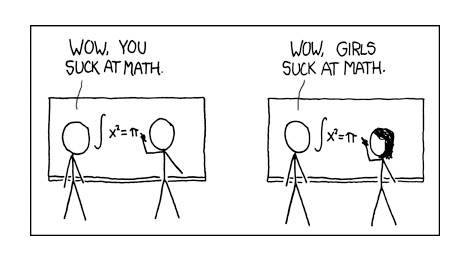 WOW, YOU
SUCK AT MATH.
∫ x² = π
WOW, GIRLS
SUCK AT MATH.
∫ x² = π